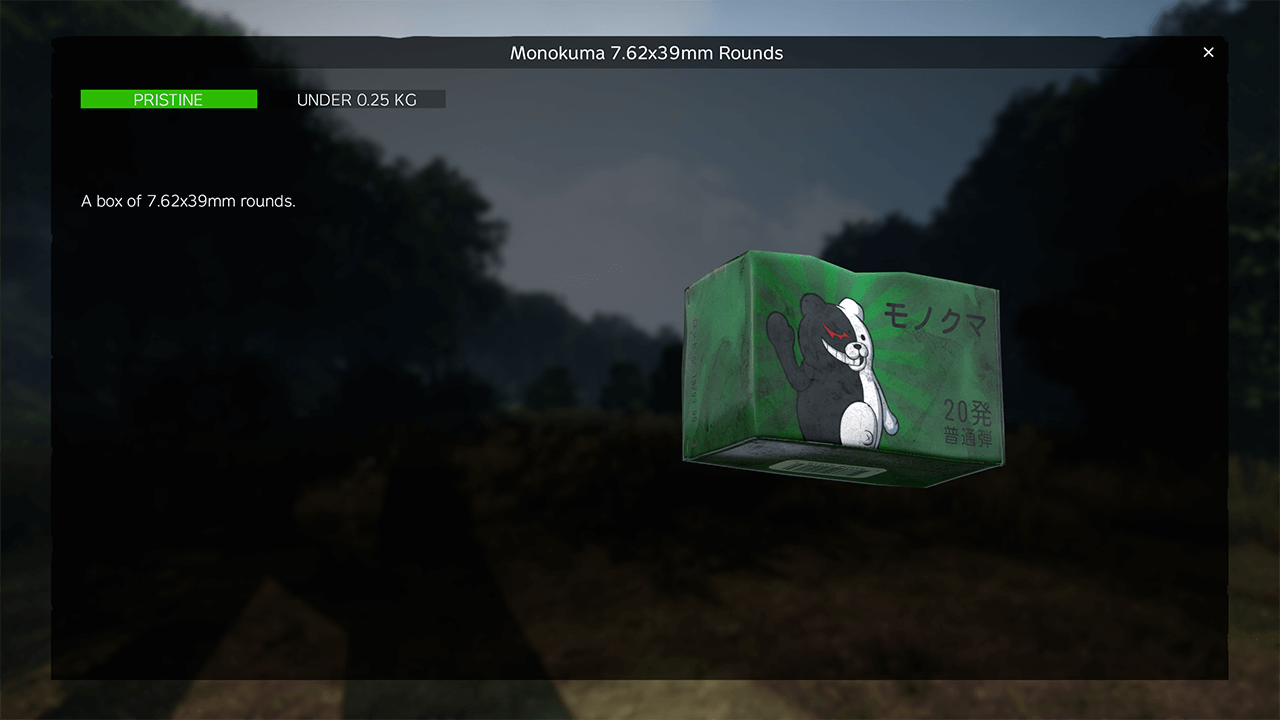 Monokuma 7.62x39mm Rounds
PRISTINE
UNDER 0.25 KG
A box of 7.62x39mm rounds.
モノクマ
20発
普通弾